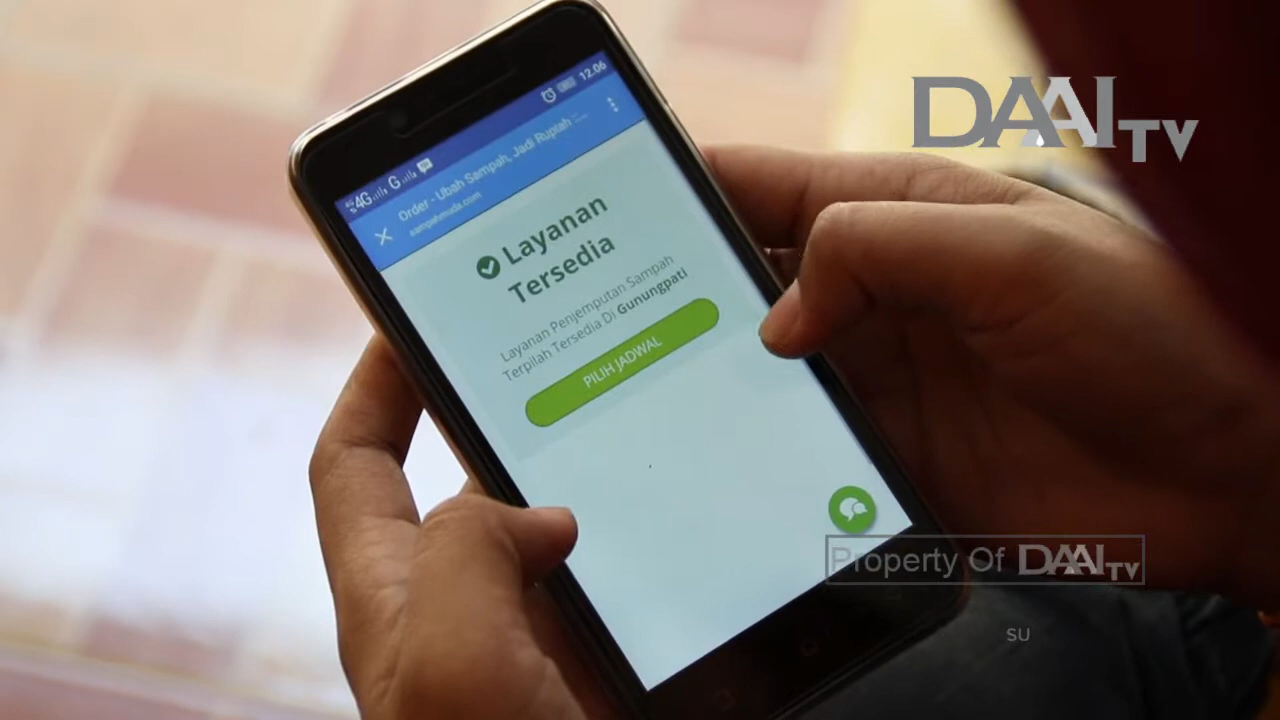 DAAI TV
4G G 12.06
Order - Ubah Sampah, Jadi Rupiah -...
sampahmuda.com
Layanan
Tersedia
Layanan Penjemputan Sampah
Terpilah Tersedia Di Gunungpati
PILIH JADWAL
Property Of DAAI TV
SU